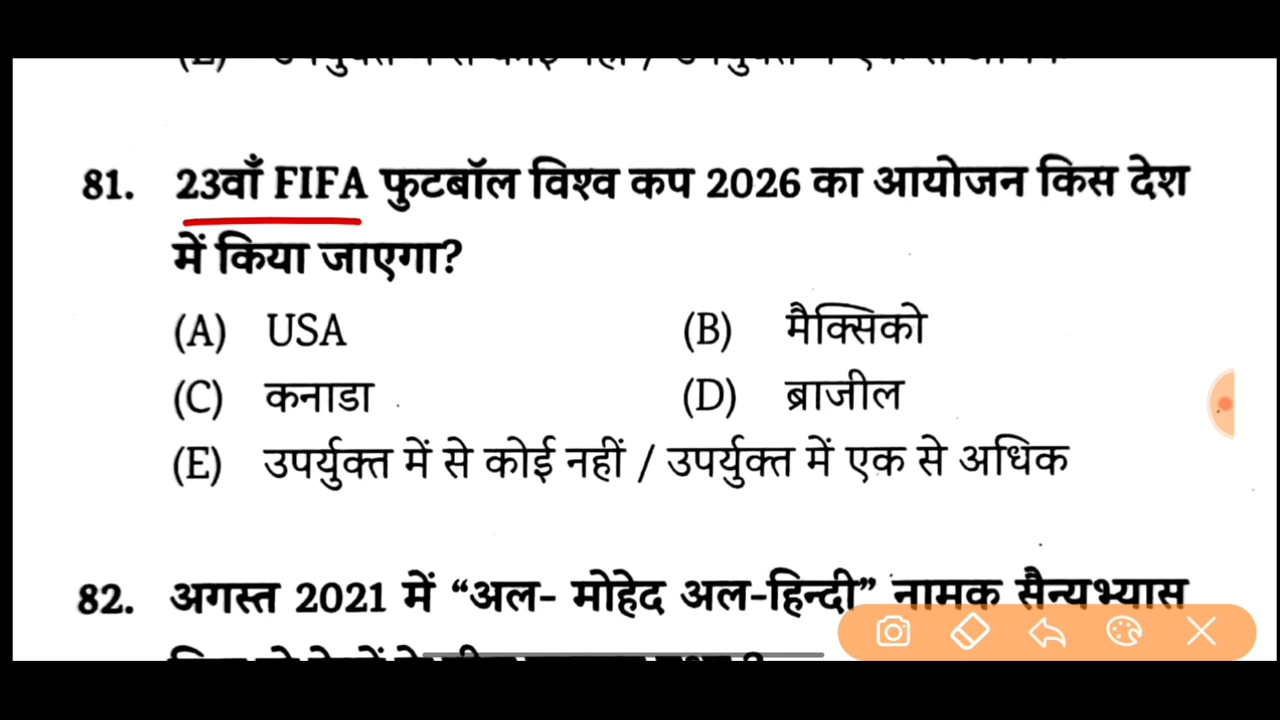 81. 23वाँ FIFA फुटबॉल विश्व कप 2026 का आयोजन किस देश
में किया जाएगा?
(A) USA (B) मैक्सिको
(C) कनाडा (D) ब्राजील
(E) उपर्युक्त में से कोई नहीं / उपर्युक्त में एक से अधिक
82. अगस्त 2021 में “अल- मोहेद अल-हिन्दी” नामक सैन्यभ्यास